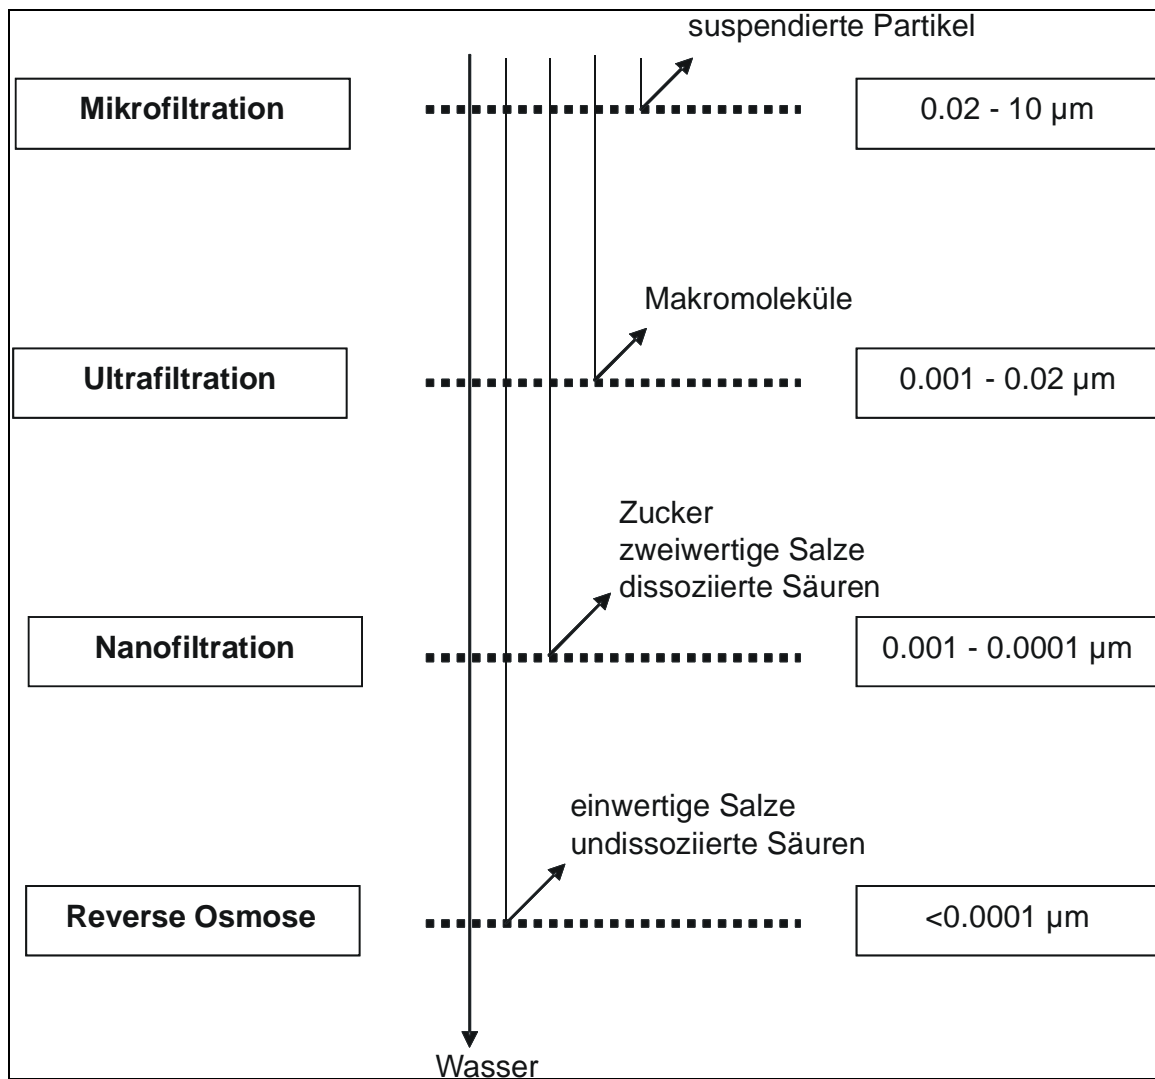 suspendierte Partikel
Mikrofiltration
0.02 - 10 µm
Makromoleküle
Ultrafiltration
0.001 - 0.02 µm
Zucker
zweiwertige Salze
dissoziierte Säuren
Nanofiltration
0.001 - 0.0001 µm
einwertige Salze
undissoziierte Säuren
Reverse Osmose
<0.0001 µm
Wasser